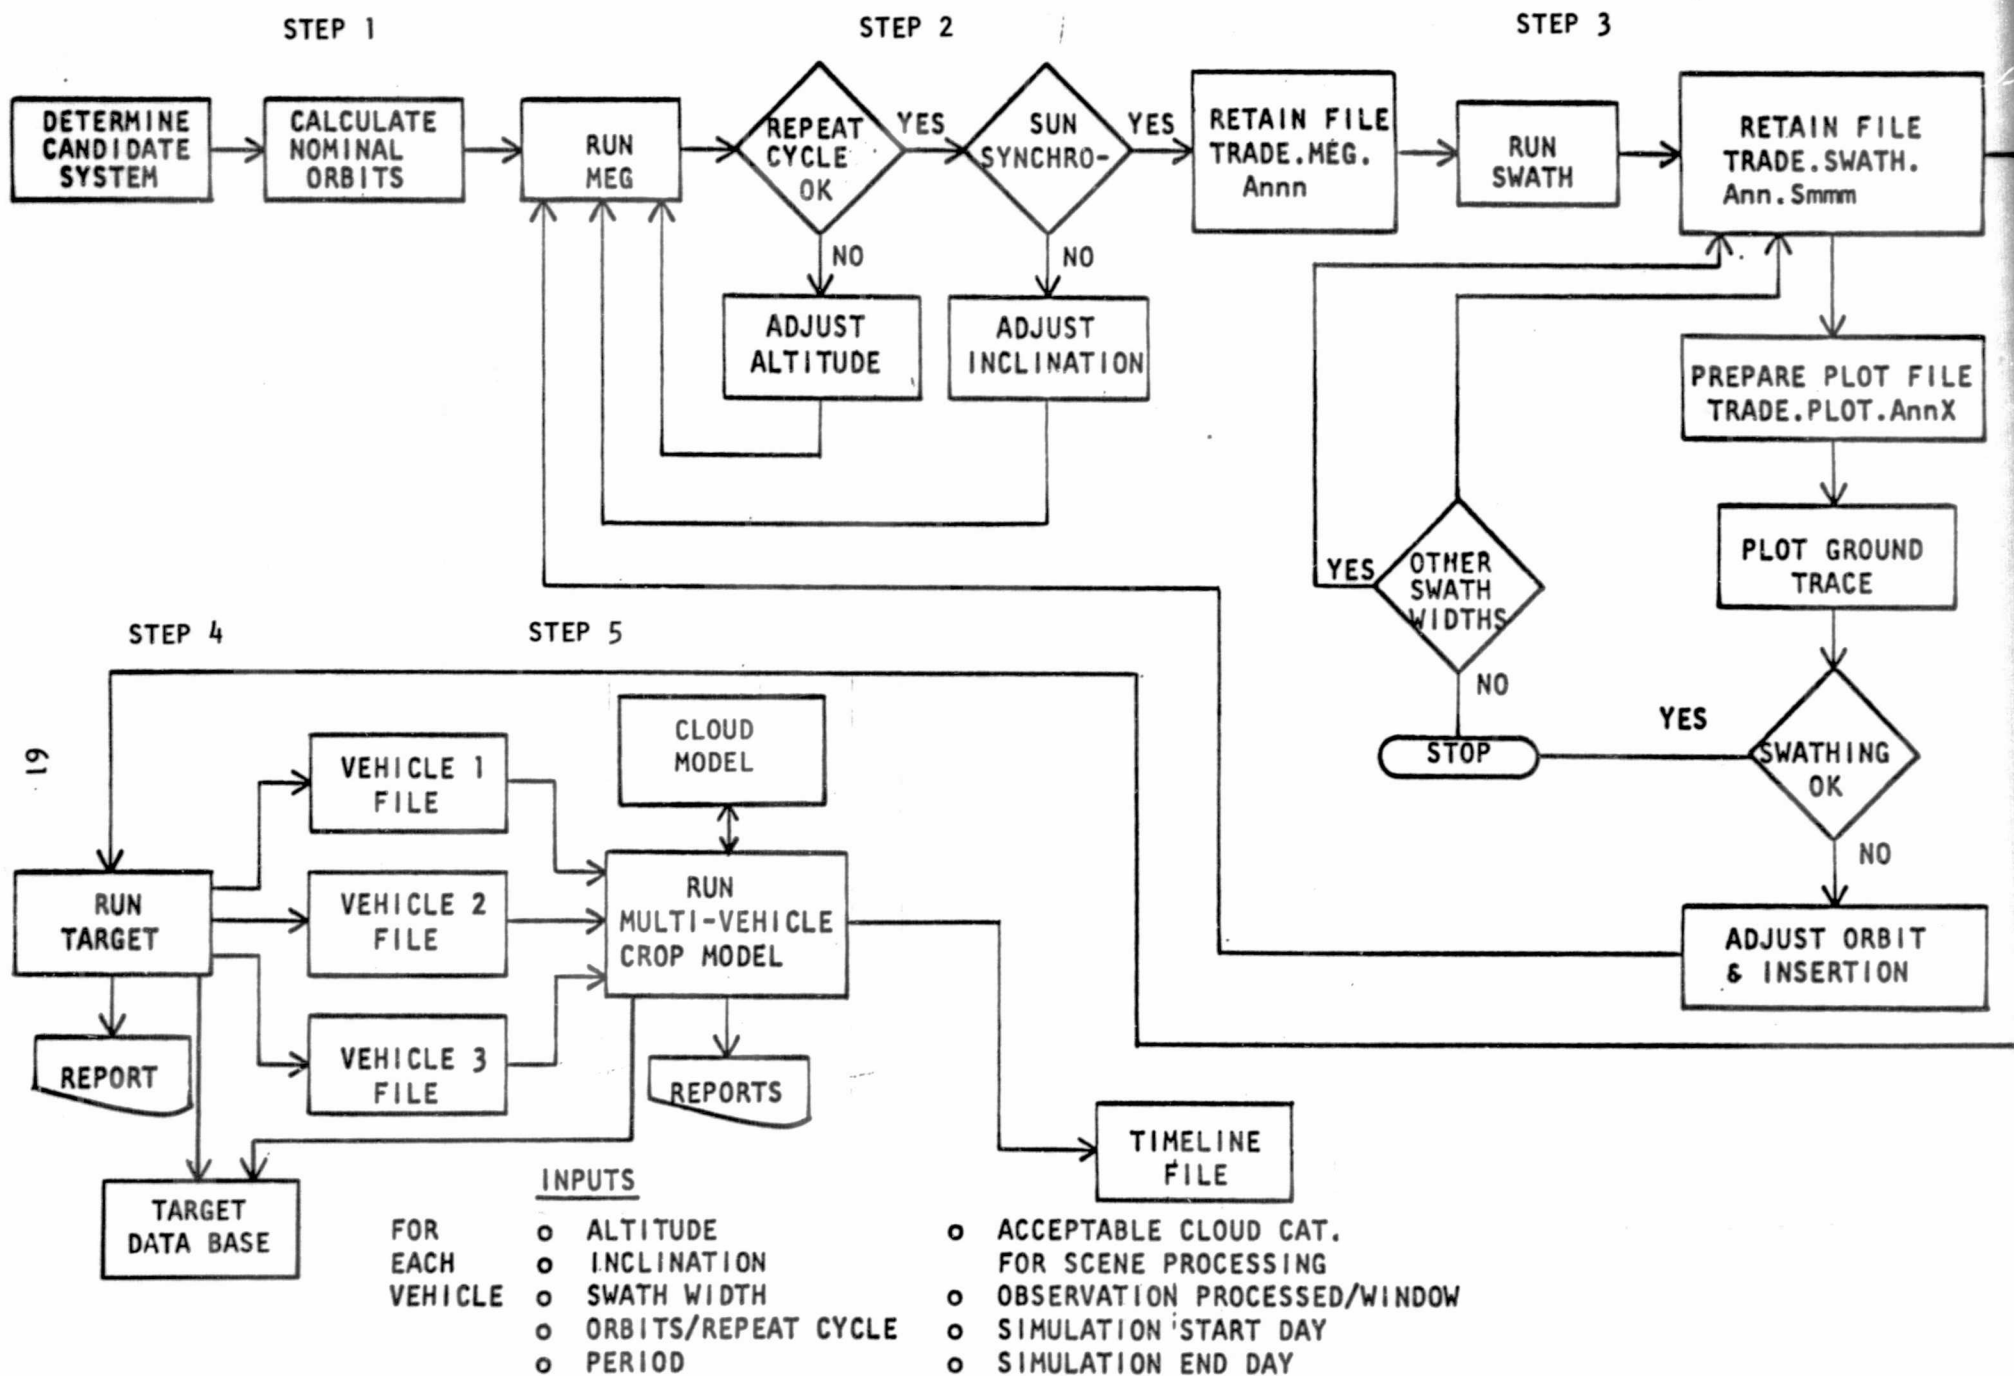 STEP 1
STEP 2
STEP 3
DETERMINE
CANDIDATE
SYSTEM
CALCULATE
NOMINAL
ORBITS
RUN
MEG
REPEAT
CYCLE
OK
YES
SUN
SYNCHRO-
YES
RETAIN FILE
TRADE.MEG.
Annn
RUN
SWATH
RETAIN FILE
TRADE.SWATH.
Ann.Smmm
NO
NO
ADJUST
ALTITUDE
ADJUST
INCLINATION
PREPARE PLOT FILE
TRADE.PLOT.AnnX
PLOT GROUND
TRACE
YES
OTHER
SWATH
WIDTHS
NO
STOP
YES
SWATHING
OK
NO
ADJUST ORBIT
& INSERTION
STEP 4
STEP 5
61
RUN
TARGET
VEHICLE 1
FILE
VEHICLE 2
FILE
VEHICLE 3
FILE
CLOUD
MODEL
RUN
MULTI-VEHICLE
CROP MODEL
REPORT
REPORTS
TIMELINE
FILE
TARGET
DATA BASE
INPUTS
FOR
EACH
VEHICLE
o ALTITUDE
o INCLINATION
o SWATH WIDTH
o ORBITS/REPEAT CYCLE
o PERIOD
o ACCEPTABLE CLOUD CAT.
FOR SCENE PROCESSING
o OBSERVATION PROCESSED/WINDOW
o SIMULATION START DAY
o SIMULATION END DAY